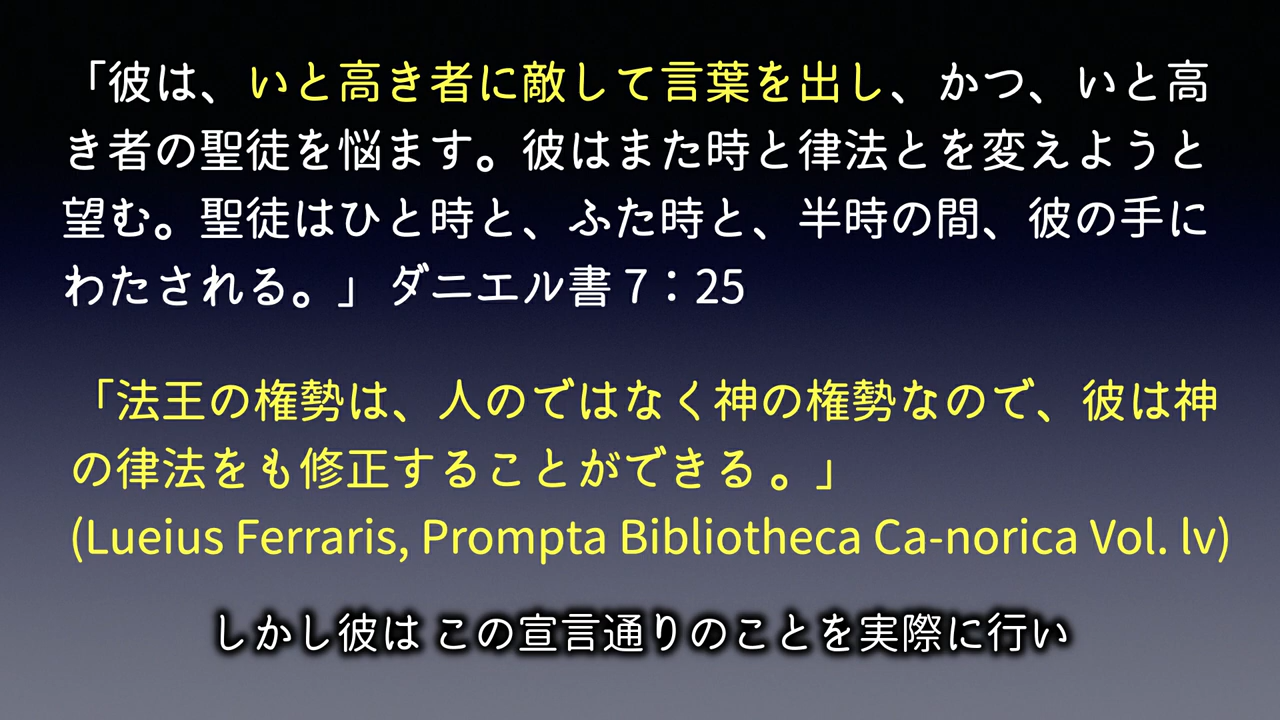 「彼は、いと高き者に敵して言葉を出し、かつ、いと高
き者の聖徒を悩ます。彼はまた時と律法とを変えようと
望む。聖徒はひと時と、ふた時と、半時の間、彼の手に
わたされる。」 ダニエル書 7：25
「法王の権勢は、人のではなく神の権勢なので、彼は神
の律法をも修正することができる 。」
(Lueius Ferraris, Prompta Bibliotheca Ca-norica Vol. lv)
しかし彼は この宣言通りのことを実際に行い